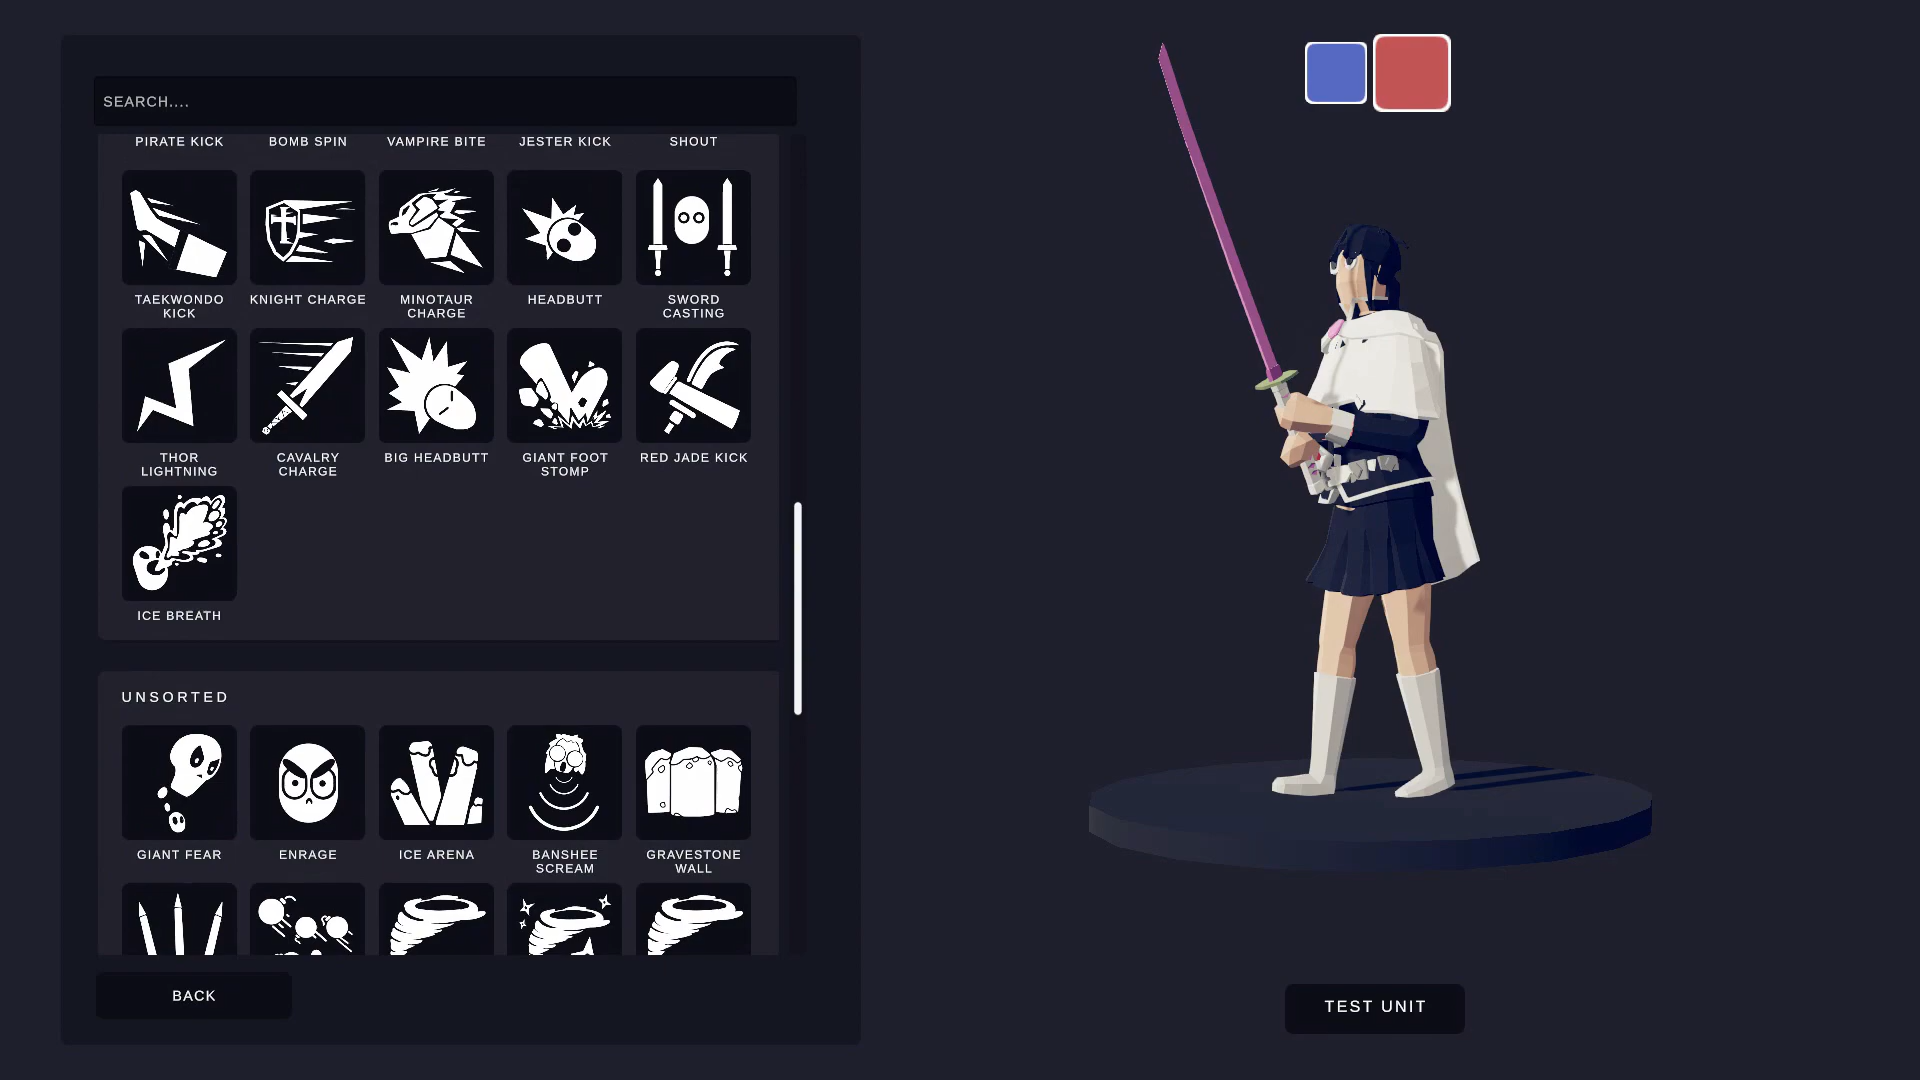 SEARCH....
PIRATE KICK
BOMB SPIN
VAMPIRE BITE
JESTER KICK
SHOUT
TAEKWONDO
KICK
KNIGHT CHARGE
MINOTAUR
CHARGE
HEADBUTT
SWORD
CASTING
THOR
LIGHTNING
CAVALRY
CHARGE
BIG HEADBUTT
GIANT FOOT
STOMP
RED JADE KICK
ICE BREATH
UNSORTED
GIANT FEAR
ENRAGE
ICE ARENA
BANSHEE
SCREAM
GRAVESTONE
WALL
BACK
TEST UNIT